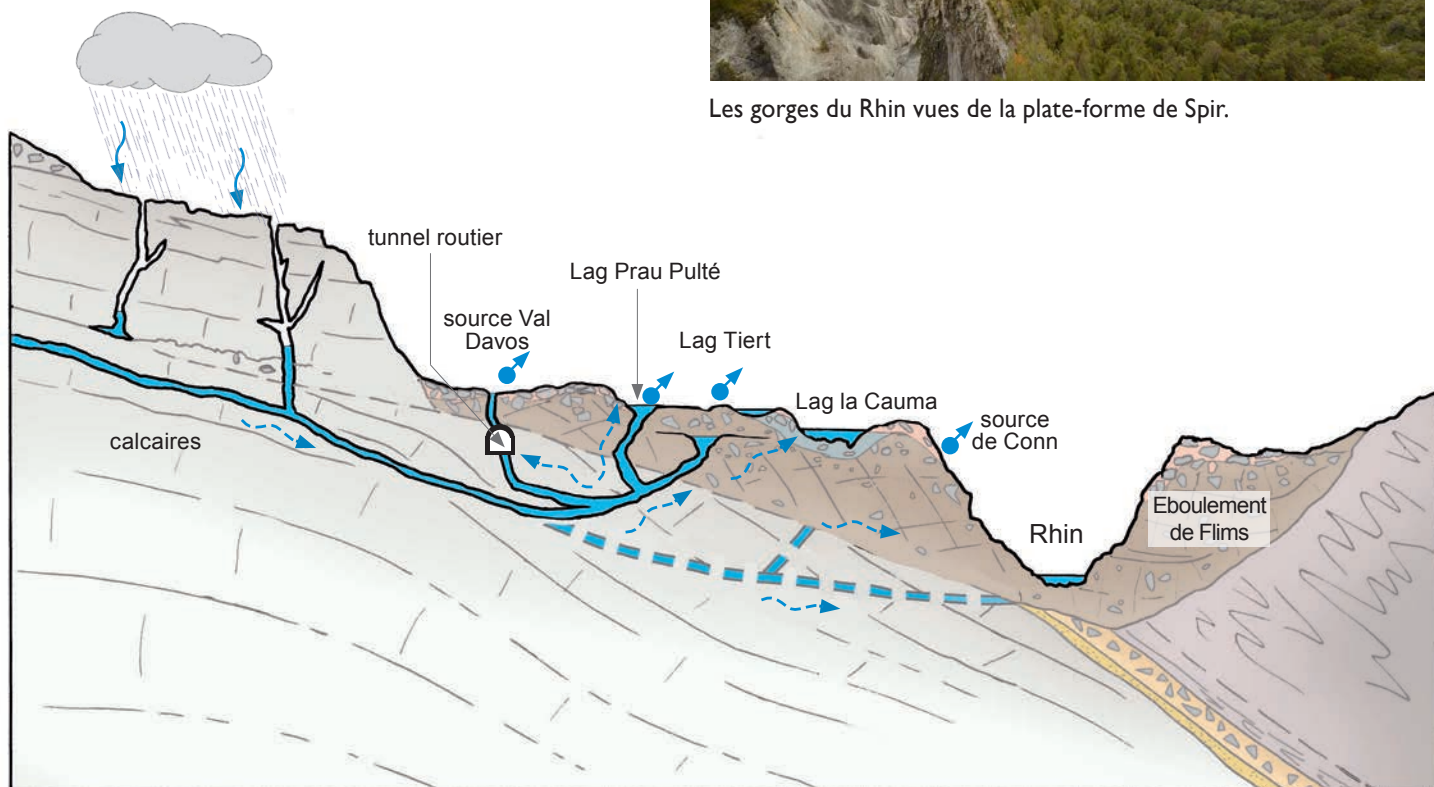 Les gorges du Rhin vues de la plate-forme de Spir.
tunnel routier
Lag Prau Pulté
source Val
Davos
Lag Tiert
Lag la Cauma
source
de Conn
calcaires
Rhin
Eboulement
de Flims